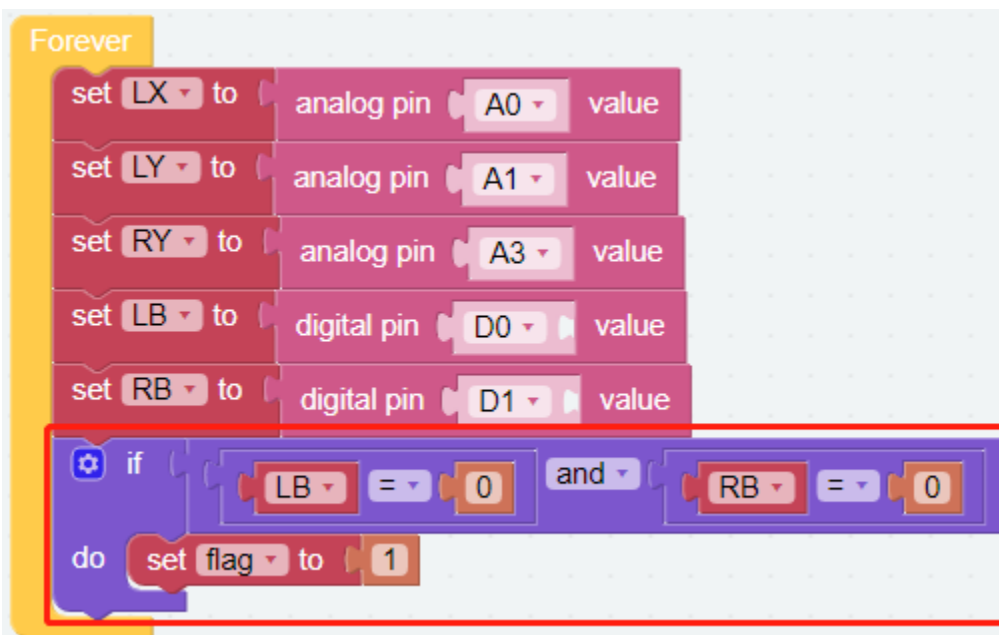 Forever
set LX to analog pin A0 value
set LY to analog pin A1 value
set RY to analog pin A3 value
set LB to digital pin D0 value
set RB to digital pin D1 value
if LB = 0 and RB = 0
do set flag to 1